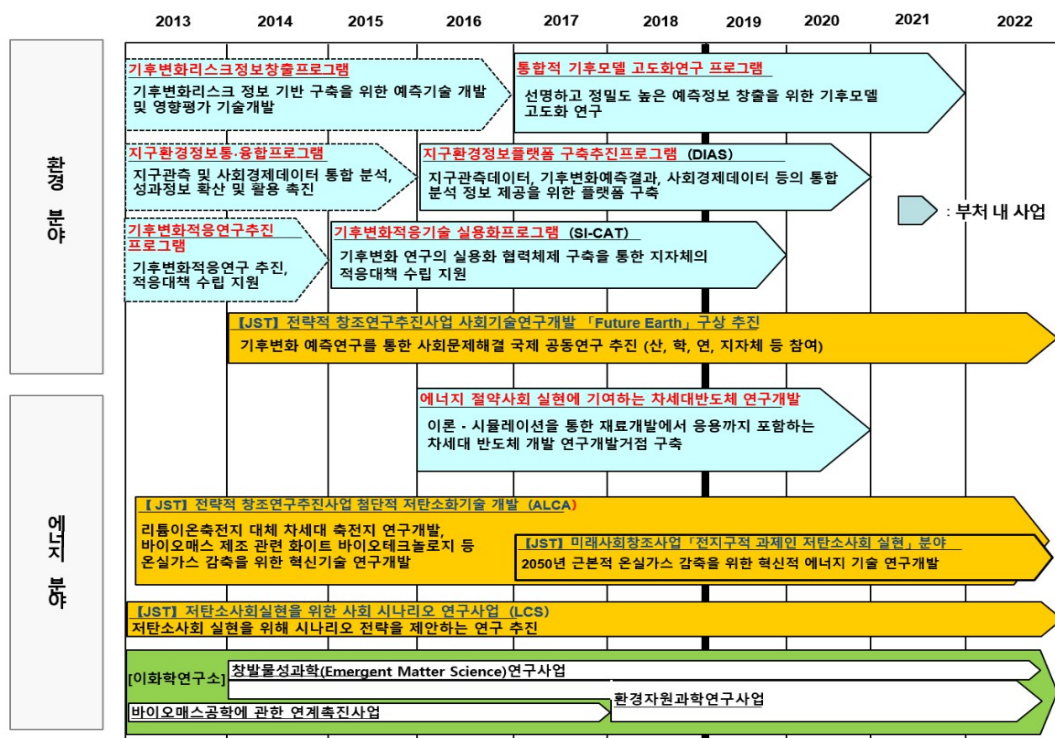 2013 2014 2015 2016 2017 2018 2019 2020 2021 2022
환경 분야
기후변화리스크정보창출프로그램
기후변화리스크 정보 기반 구축을 위한 예측기술 개발
및 영향평가 기술개발
통합적 기후모델 고도화연구 프로그램
선명하고 정밀도 높은 예측정보 창출을 위한 기후모델
고도화 연구
지구환경정보통·융합프로그램
지구관측 및 사회경제데이터 통합 분석,
성과정보 확산 및 활용 촉진
지구환경정보플랫폼 구축추진프로그램 (DIAS)
지구관측데이터, 기후변화예측결과, 사회경제데이터 등의 통합
분석 정보 제공을 위한 플랫폼 구축
: 부처 내 사업
기후변화적응연구추진
프로그램
기후변화적응연구 추진,
적응대책 수립 지원
기후변화적응기술 실용화프로그램 (SI-CAT)
기후변화 연구의 실용화 협력체제 구축을 통한 지자체의
적응대책 수립 지원
【JST】전략적 창조연구추진사업 사회기술연구개발 「Future Earth」구상 추진
기후변화 예측연구를 통한 사회문제해결 국제 공동연구 추진 (산, 학, 연, 지자체 등 참여)
에너지 분야
에너지 절약사회 실현에 기여하는 차세대반도체 연구개발
이론 - 시뮬레이션을 통한 재료개발에서 응용까지 포함하는
차세대 반도체 개발 연구개발거점 구축
【JST】전략적 창조연구추진사업 첨단적 저탄소화기술 개발 (ALCA)
리튬이온축전지 대체 차세대 축전지 연구개발,
바이오매스 제조 관련 화이트 바이오테크놀로지 등
온실가스 감축을 위한 혁신기술 연구개발
【JST】미래사회창조사업「전지구적 과제인 저탄소사회 실현」분야
2050년 근본적 온실가스 감축을 위한 혁신적 에너지 기술 연구개발
【JST】저탄소사회실현을 위한 사회 시나리오 연구사업 (LCS)
저탄소사회 실현을 위해 시나리오 전략을 제안하는 연구 추진
[이화학연구소]
창발물성과학(Emergent Matter Science)연구사업
환경자원과학연구사업
바이오매스공학에 관한 연계촉진사업